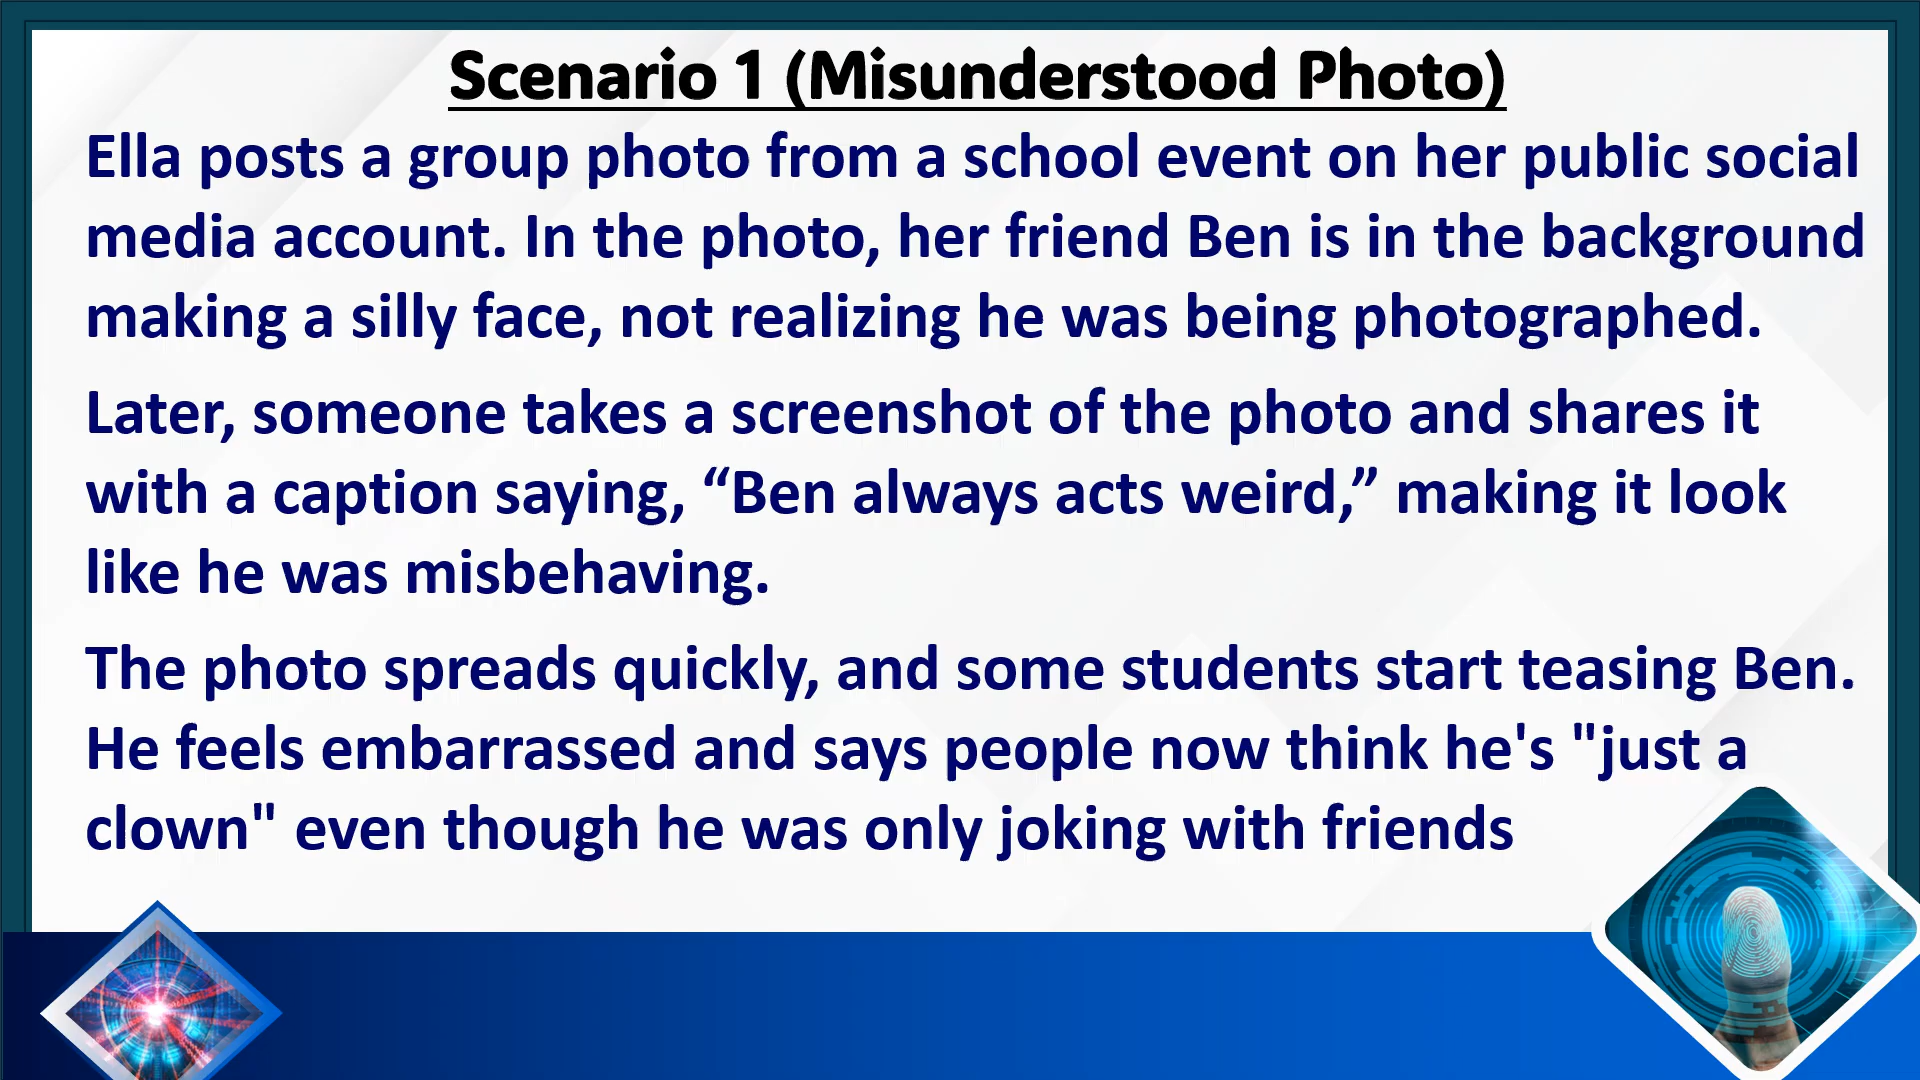 Scenario 1 (Misunderstood Photo)
Ella posts a group photo from a school event on her public social
media account. In the photo, her friend Ben is in the background
making a silly face, not realizing he was being photographed.
Later, someone takes a screenshot of the photo and shares it
with a caption saying, “Ben always acts weird,” making it look
like he was misbehaving.
The photo spreads quickly, and some students start teasing Ben.
He feels embarrassed and says people now think he's "just a
clown" even though he was only joking with friends